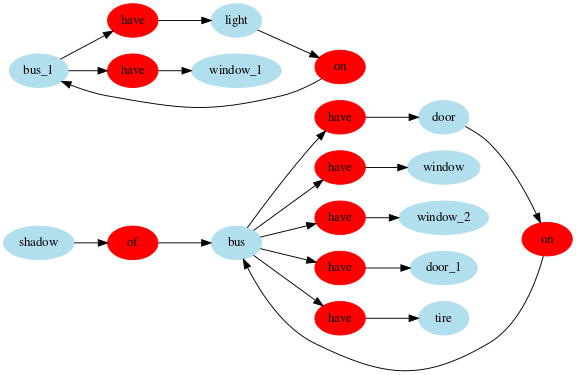 have
light
bus_1
have
window_1
on
have
door
have
window
shadow
of
bus
have
window_2
on
have
door_1
have
tire